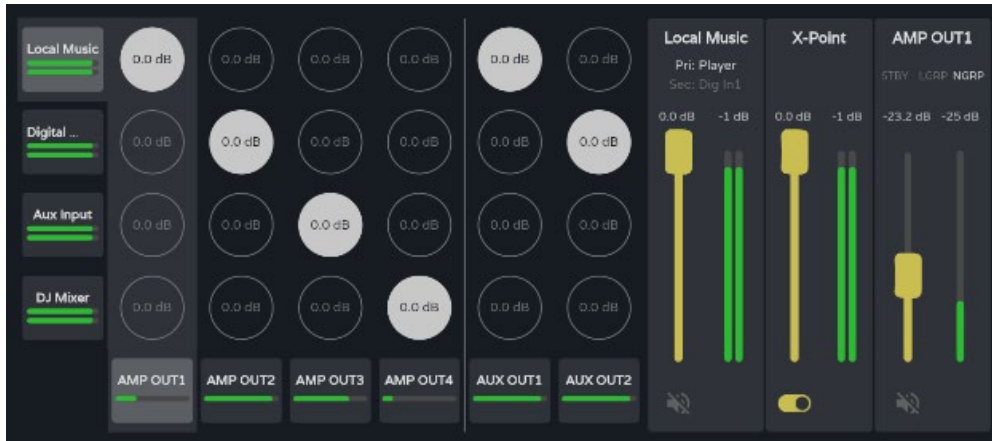 Local Music
0.0 dB 0.0 dB 0.0 dB 0.0 dB 0.0 dB 0.0 dB
Digital ...
0.0 dB 0.0 dB 0.0 dB 0.0 dB 0.0 dB 0.0 dB
Aux Input
0.0 dB 0.0 dB 0.0 dB 0.0 dB 0.0 dB 0.0 dB
DJ Mixer
0.0 dB 0.0 dB 0.0 dB 0.0 dB 0.0 dB 0.0 dB
AMP OUT1 AMP OUT2 AMP OUT3 AMP OUT4 AUX OUT1 AUX OUT2
Local Music
Pri: Player
Sec: Dig In1
0.0 dB -1 dB
X-Point
0.0 dB -1 dB
AMP OUT1
STBY LGRP NGRP
-23.2 dB -25 dB